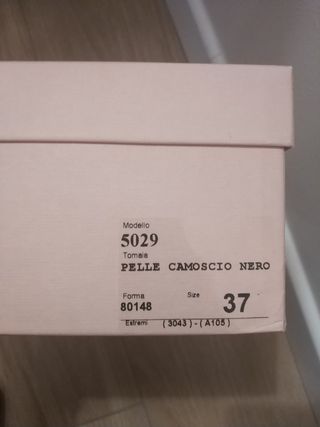 Modello
5029
Tomaia
PELLE CAMOSCIO NERO
Forma Size 37
80148
Estremi ( 3043 ) - ( A105 )